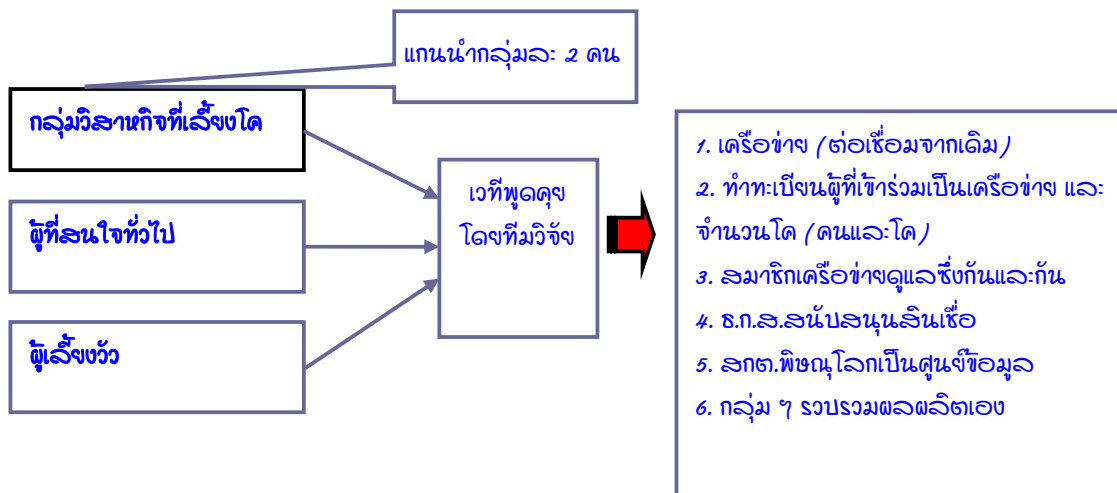 แกนนำกลุ่มละ 2 คน
กลุ่มวิสาหกิจที่เลี้ยงโค
ผู้ที่สนใจทั่วไป
ผู้เลี้ยงวัว
เวทีพูดคุย
โดยทีมวิจัย
1. เครือข่าย (ต่อเชื่อมจากเดิม)
2. ทำทะเบียนผู้ที่เข้าร่วมเป็นเครือข่าย และ
จำนวนโค (คนและโค)
3. สมาชิกเครือข่ายดูแลซึ่งกันและกัน
4. ธ.ก.ส.สนับสนุนสินเชื่อ
5. สกต.พิษณุโลกเป็นศูนย์ข้อมูล
6. กลุ่ม ๆ รวบรวมผลผลิตเอง